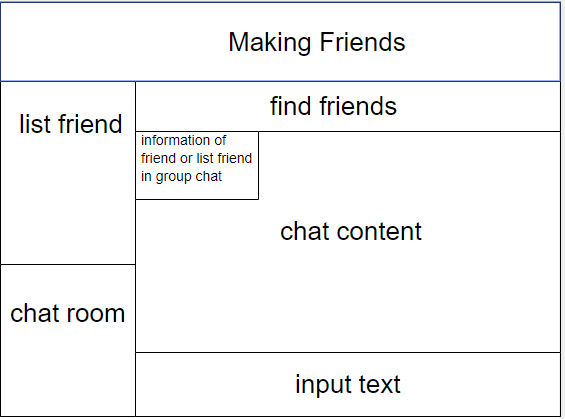 Making Friends
list friend
find friends
information of
friend or list friend
in group chat
chat content
chat room
input text